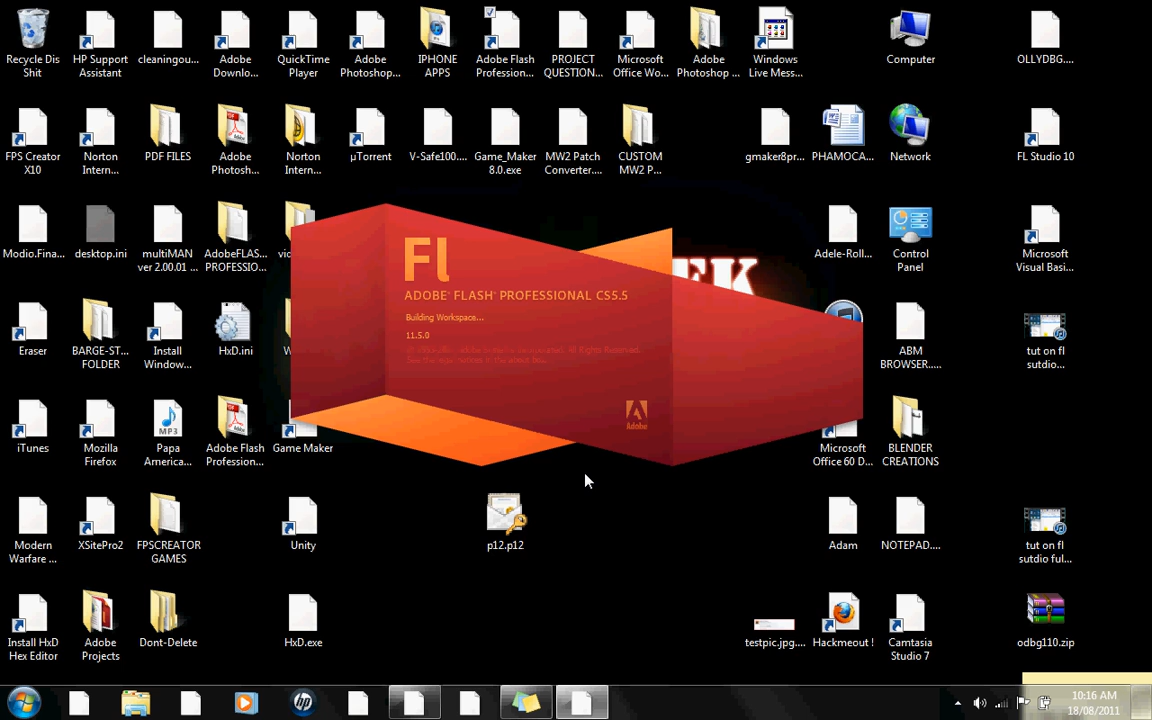 Recycle Dis
Shit
HP Support
Assistant
cleaningou...
Adobe
Downlo...
QuickTime
Player
Adobe
Photoshop...
IPHONE
APPS
Adobe Flash
Profession...
PROJECT
QUESTION...
Microsoft
Office Wo...
Adobe
Photoshop ...
Windows
Live Mess...
Computer
OLLYDBG....
FPS Creator
X10
Norton
Intern...
PDF FILES
Adobe
Photosh...
Norton
Intern...
µTorrent
V-Safe100....
Game_Maker
8.0.exe
MW2 Patch
Converter....
CUSTOM
MW2 P...
gmaker8pr...
PHAMOCA...
Network
FL Studio 10
Modio.Fina...
desktop.ini
multiMAN
ver 2.00.01 ...
AdobeFLAS...
PROFESSIO...
Adele-Roll...
Control
Panel
Microsoft
Visual Basi...
Fl
ADOBE® FLASH® PROFESSIONAL CS5.5
Building Workspace...
11.5.0
Adobe
Eraser
BARGE-ST...
FOLDER
Install
Window...
HxD.ini
ABM
BROWSER.....
tut on fl
sutdio...
iTunes
Mozilla
Firefox
MP3
Papa
America...
Adobe Flash
Profession...
Game Maker
Microsoft
Office 60 D...
BLENDER
CREATIONS
Modern
Warfare ...
XSitePro2
FPSCREATOR
GAMES
Unity
p12.p12
Adam
NOTEPAD....
tut on fl
sutdio ful...
Install HxD
Hex Editor
Adobe
Projects
Dont-Delete
HxD.exe
testpic.jpg....
Hackmeout !
Camtasia
Studio 7
odbg110.zip
hp
10:16 AM
18/08/2011